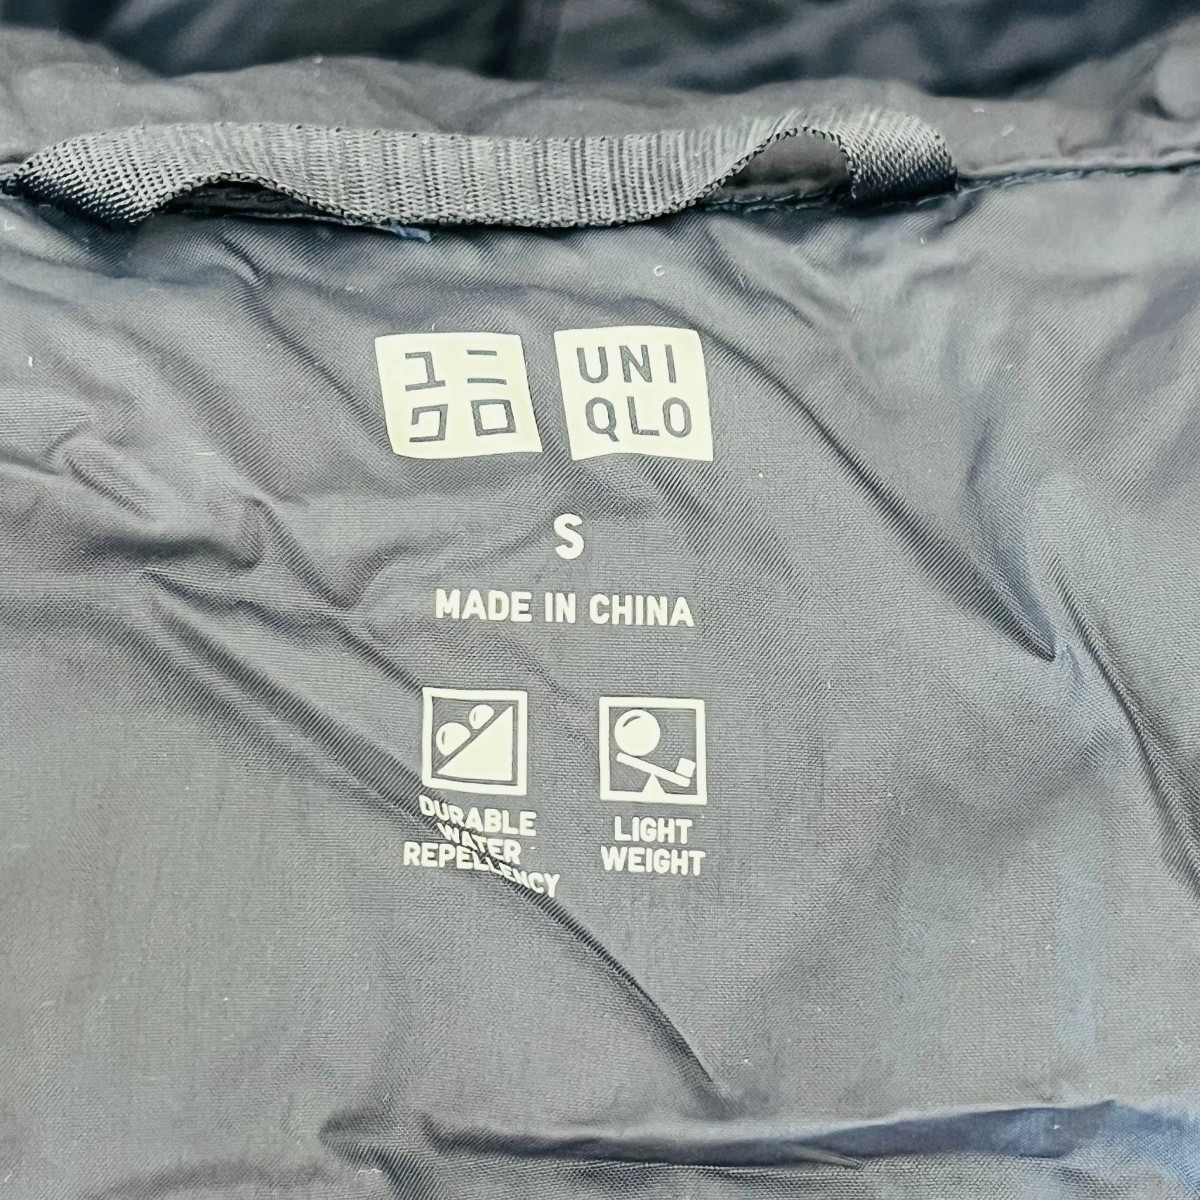 ユニ
クロ
UNI
QLO
S
MADE IN CHINA
DURABLE
WATER
REPELLENCY
LIGHT
WEIGHT